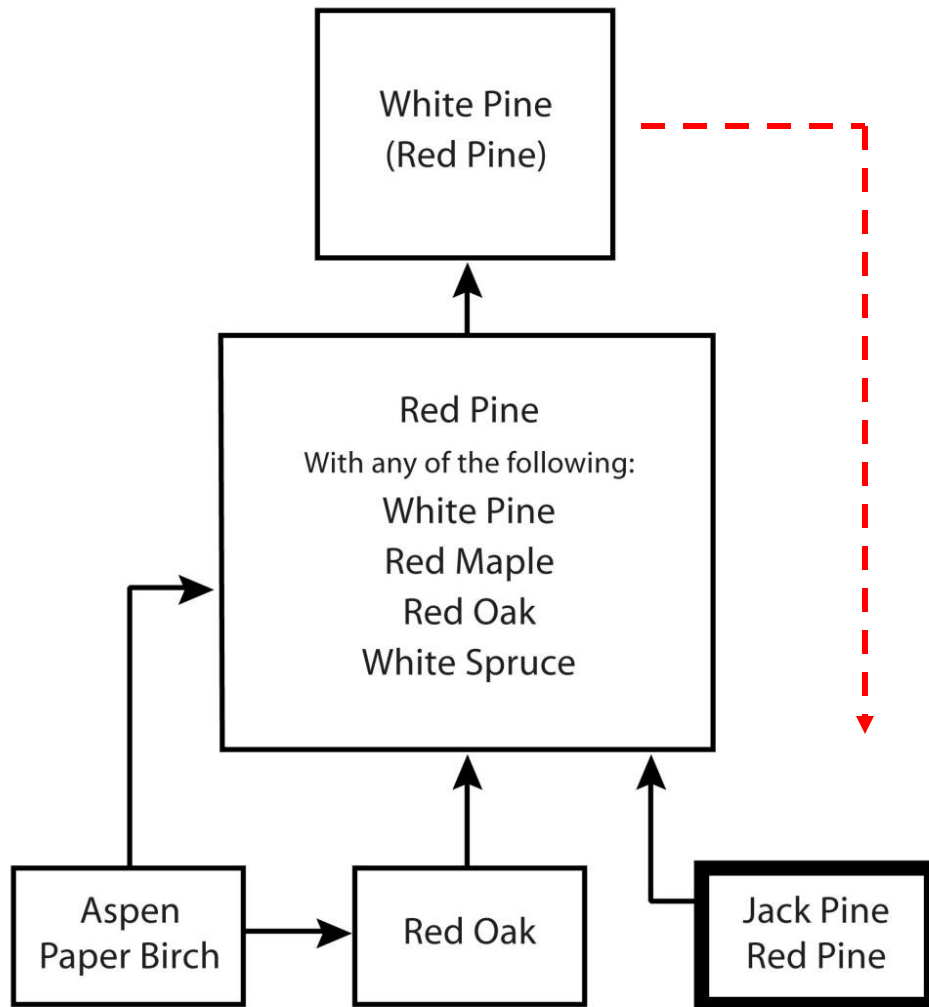 White Pine
(Red Pine)
Red Pine
With any of the following:
White Pine
Red Maple
Red Oak
White Spruce
Aspen
Paper Birch
Red Oak
Jack Pine
Red Pine